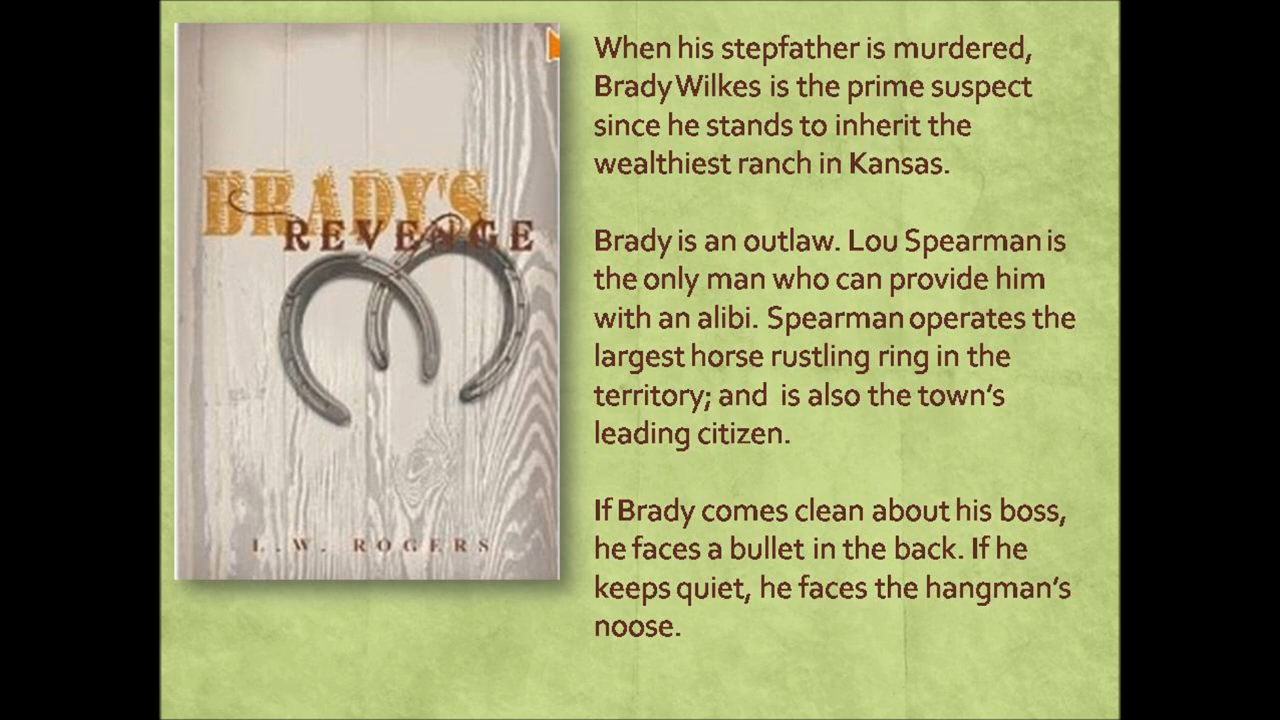 BRADY'S
REVENGE
L.W. ROGERS
When his stepfather is murdered,
Brady Wilkes is the prime suspect
since he stands to inherit the
wealthiest ranch in Kansas.
Brady is an outlaw. Lou Spearman is
the only man who can provide him
with an alibi. Spearman operates the
largest horse rustling ring in the
territory; and is also the town's
leading citizen.
If Brady comes clean about his boss,
he faces a bullet in the back. If he
keeps quiet, he faces the hangman's
noose.